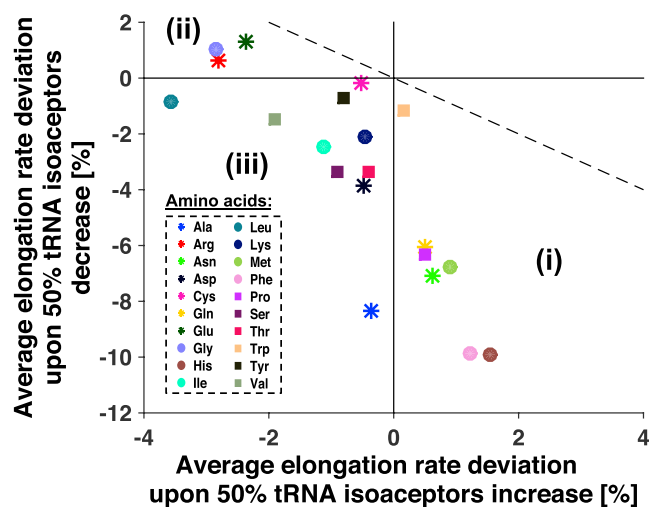 Average elongation rate deviation
upon 50% tRNA isoaceptors
decrease [%]
2
0
-2
-4
-6
-8
-10
-12
(ii)
(iii)
(i)
Amino acids:
Ala
Arg
Asn
Asp
Cys
Gln
Glu
Gly
His
Ile
Leu
Lys
Met
Phe
Pro
Ser
Thr
Trp
Tyr
Val
-4
-2
0
2
4
Average elongation rate deviation
upon 50% tRNA isoaceptors increase [%]